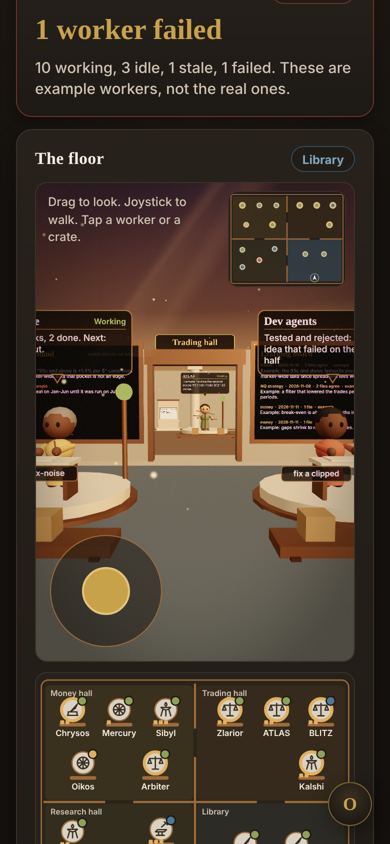 1 worker failed
10 working, 3 idle, 1 stale, 1 failed. These are
example workers, not the real ones.
The floor
Library
Drag to look. Joystick to
walk. Tap a worker or a
crate.
Working
s, 2 done. Next:
ut.
Trading hall
Dev agents
Tested and rejected:
idea that failed on the
half
x-noise
fix a clipped
Money hall
Chrysos
Mercury
Sibyl
Oikos
Arbiter
Trading hall
Zlarior
ATLAS
BLITZ
Kalshi
Research hall
Library
O